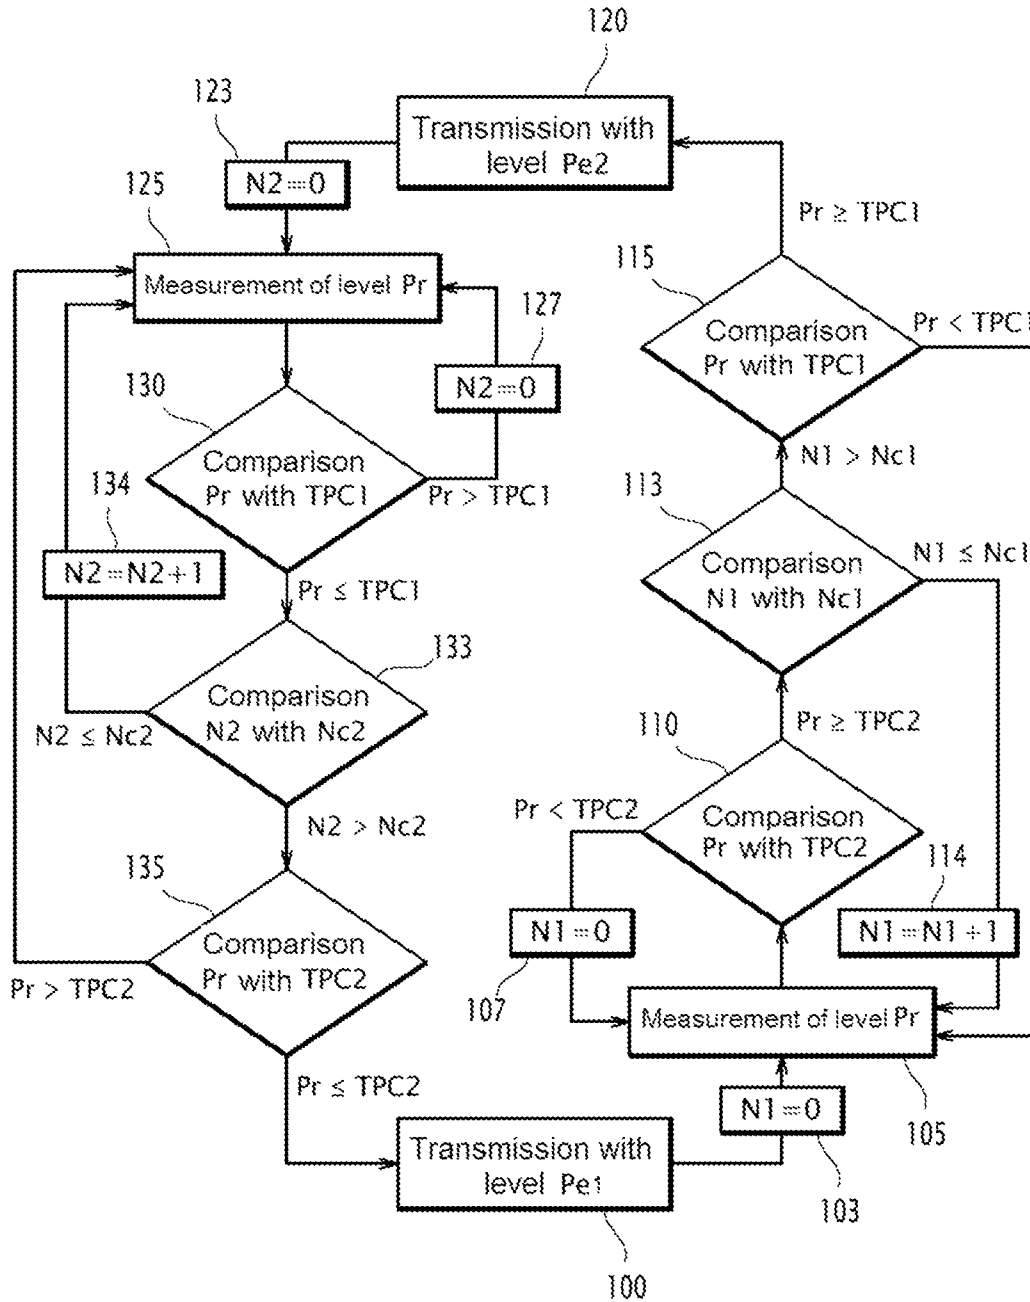 120
Transmission with
level Pe2
123
N2=0
125
Pr ≥ TPC1
Measurement of level Pr
115
127
Comparison
Pr with TPC1
Pr < TPC1
N2=0
130
Comparison
Pr with TPC1
Pr > TPC1
N1 > Nc1
134
113
N2=N2+1
Comparison
N1 with Nc1
N1 ≤ Nc1
Pr ≤ TPC1
133
Comparison
N2 with Nc2
N2 ≤ Nc2
110
Pr ≥ TPC2
Pr < TPC2
Comparison
Pr with TPC2
N2 > Nc2
135
114
N1=0
N1=N1+1
Comparison
Pr with TPC2
Pr > TPC2
107
Measurement of level Pr
Pr ≤ TPC2
N1=0
105
Transmission with
level Pe1
103
100